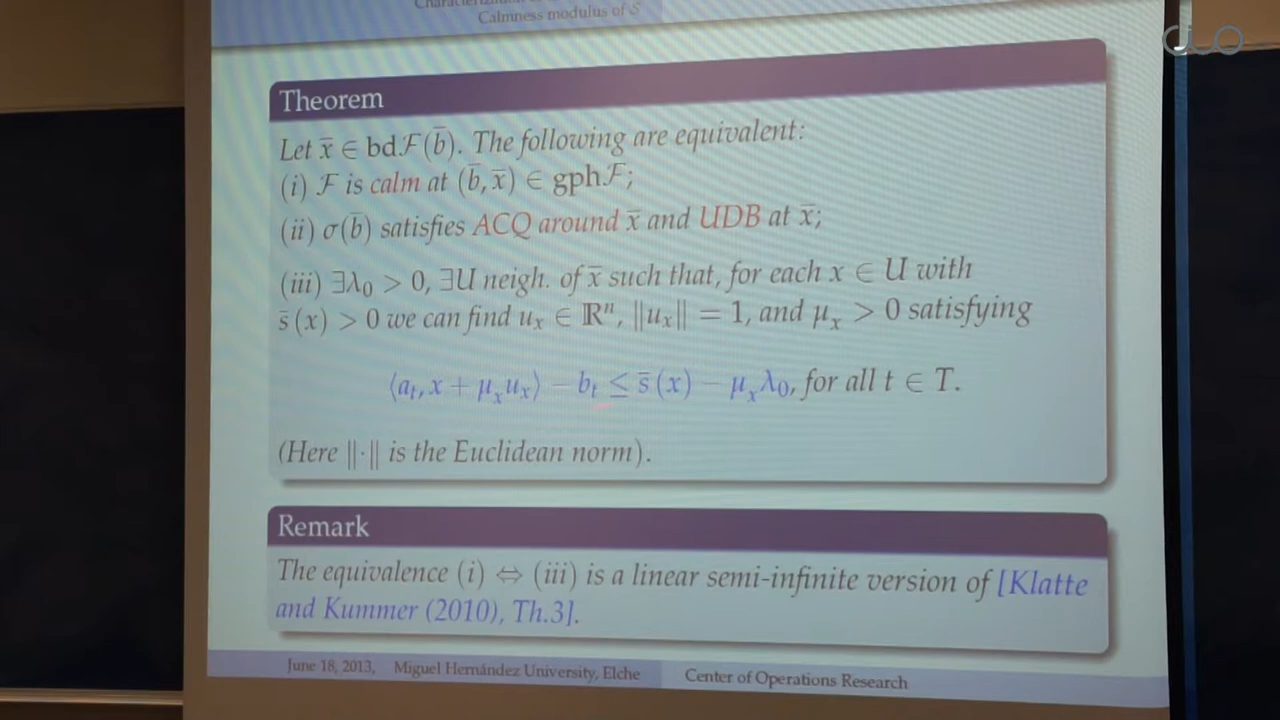 Calmness modulus of 𝒮
Theorem
Let x̄ ∈ bdℱ(b̄). The following are equivalent:
(i) ℱ is calm at (b̄, x̄) ∈ gphℱ;
(ii) σ(b̄) satisfies ACQ around x̄ and UDB at x̄;
(iii) ∃λ₀ > 0, ∃U neigh. of x̄ such that, for each x ∈ U with
s̄(x) > 0 we can find uₓ ∈ ℝⁿ, ‖uₓ‖ = 1, and μₓ > 0 satisfying
⟨aₜ, x + μₓuₓ⟩ − bₜ ≤ s̄(x) − μₓλ₀, for all t ∈ T.
(Here ‖·‖ is the Euclidean norm).
Remark
The equivalence (i) ⇔ (iii) is a linear semi-infinite version of [Klatte
and Kummer (2010), Th.3].
June 18, 2013, Miguel Hernández University, Elche Center of Operations Research